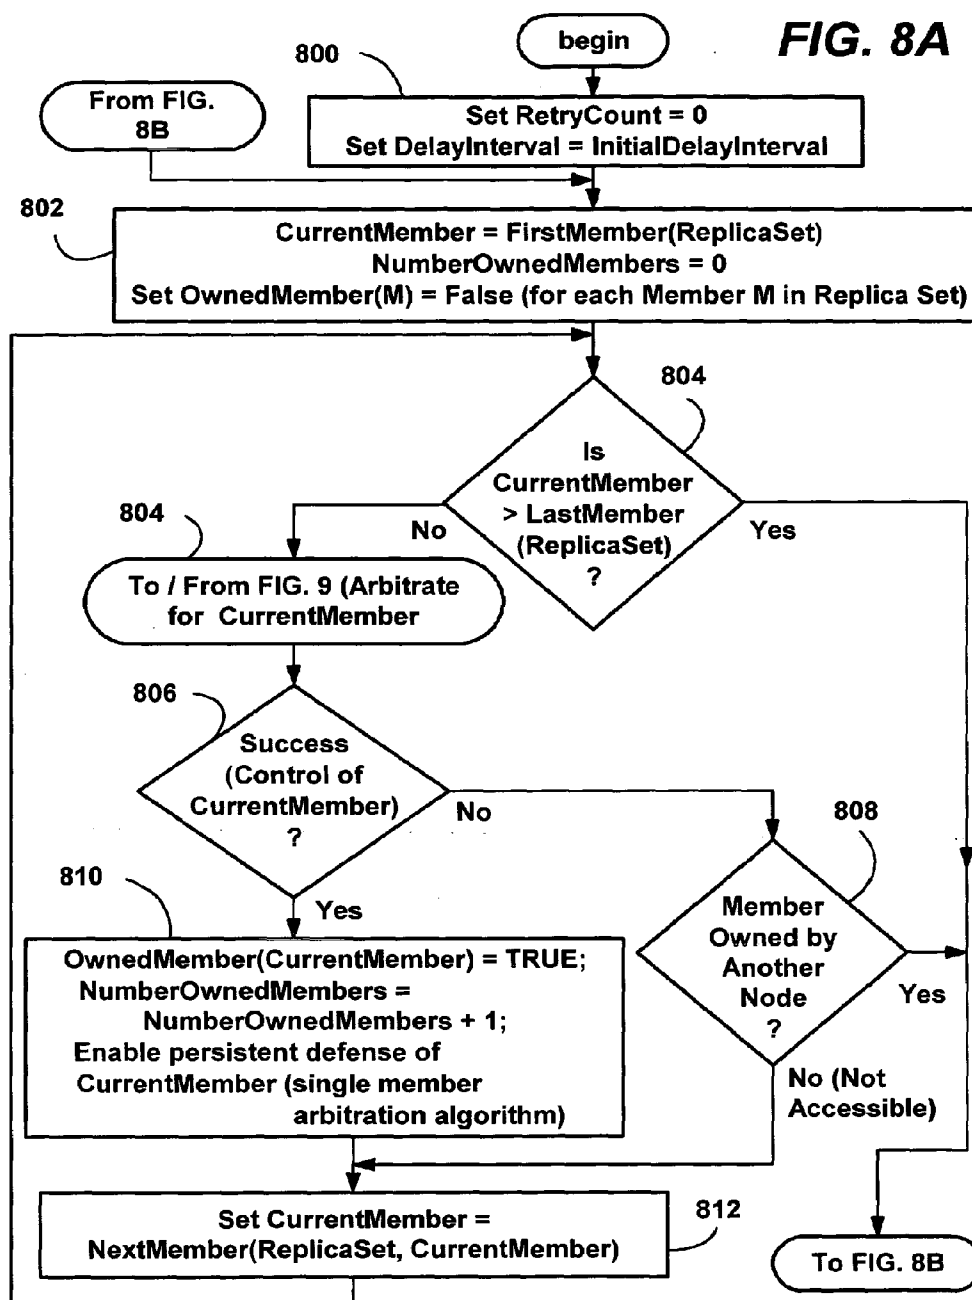 FIG. 8A
begin
800
From FIG.
8B
Set RetryCount = 0
Set DelayInterval = InitialDelayInterval
802
CurrentMember = FirstMember(ReplicaSet)
NumberOwnedMembers = 0
Set OwnedMember(M) = False (for each Member M in Replica Set)
804
Is
CurrentMember
> LastMember
(ReplicaSet)
?
No
Yes
804
To / From FIG. 9 (Arbitrate
for CurrentMember
806
Success
(Control of
CurrentMember)
?
No
Yes
808
Member
Owned by
Another
Node
?
Yes
No (Not
Accessible)
810
OwnedMember(CurrentMember) = TRUE;
NumberOwnedMembers =
NumberOwnedMembers + 1;
Enable persistent defense of
CurrentMember (single member
arbitration algorithm)
Set CurrentMember =
NextMember(ReplicaSet, CurrentMember)
812
To FIG. 8B